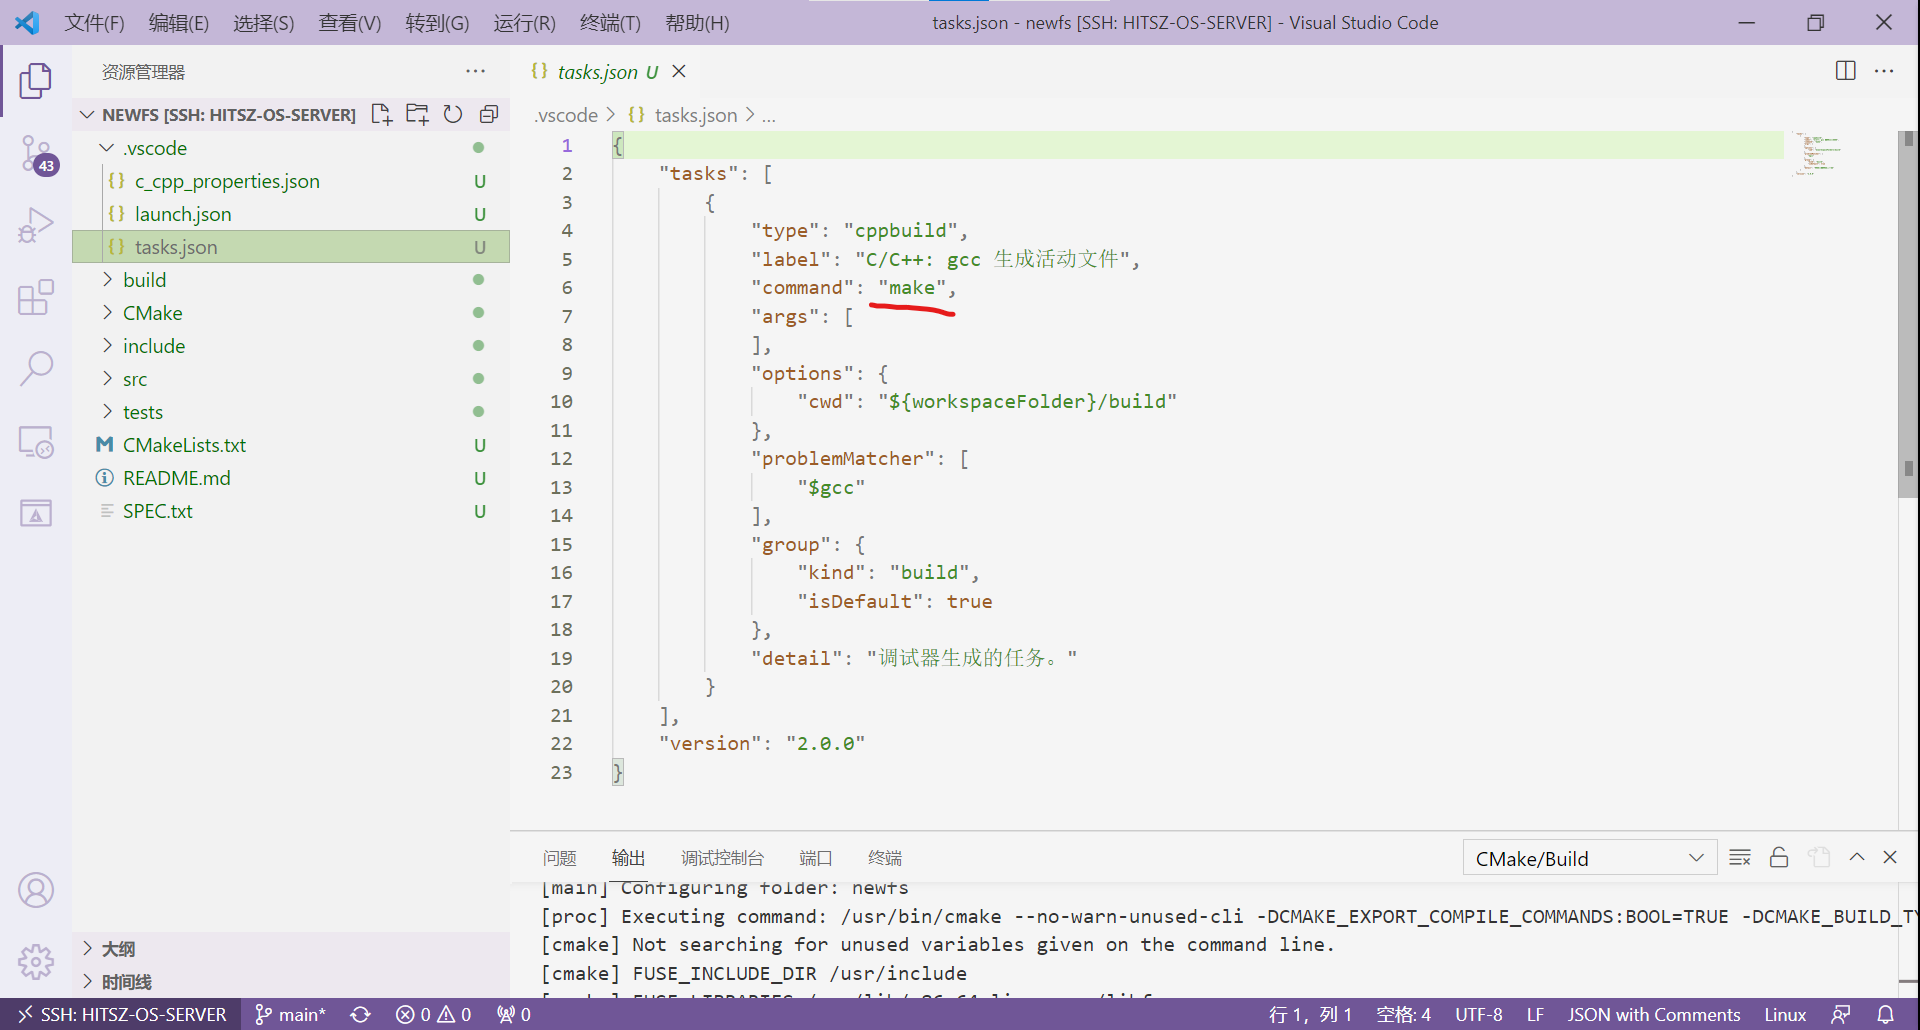 文件(F) 编辑(E) 选择(S) 查看(V) 转到(G) 运行(R) 终端(T) 帮助(H) tasks.json - newfs [SSH: HITSZ-OS-SERVER] - Visual Studio Code
资源管理器
NEWFS [SSH: HITSZ-OS-SERVER]
.vscode
c_cpp_properties.json U
launch.json U
tasks.json U
build
CMake
include
src
tests
CMakeLists.txt U
README.md U
SPEC.txt U
大纲
时间线
43
tasks.json U
.vscode > {} tasks.json > ...
1 {
2 "tasks": [
3 {
4 "type": "cppbuild",
5 "label": "C/C++: gcc 生成活动文件",
6 "command": "make",
7 "args": [
8 ],
9 "options": {
10 "cwd": "${workspaceFolder}/build"
11 },
12 "problemMatcher": [
13 "$gcc"
14 ],
15 "group": {
16 "kind": "build",
17 "isDefault": true
18 },
19 "detail": "调试器生成的任务。"
20 }
21 ],
22 "version": "2.0.0"
23 }
问题 输出 调试控制台 端口 终端 CMake/Build
[main] Configuring folder: newfs
[proc] Executing command: /usr/bin/cmake --no-warn-unused-cli -DCMAKE_EXPORT_COMPILE_COMMANDS:BOOL=TRUE -DCMAKE_BUILD_TY
[cmake] Not searching for unused variables given on the command line.
[cmake] FUSE_INCLUDE_DIR /usr/include
SSH: HITSZ-OS-SERVER main* 0 0 0 行 1，列 1 空格: 4 UTF-8 LF JSON with Comments Linux